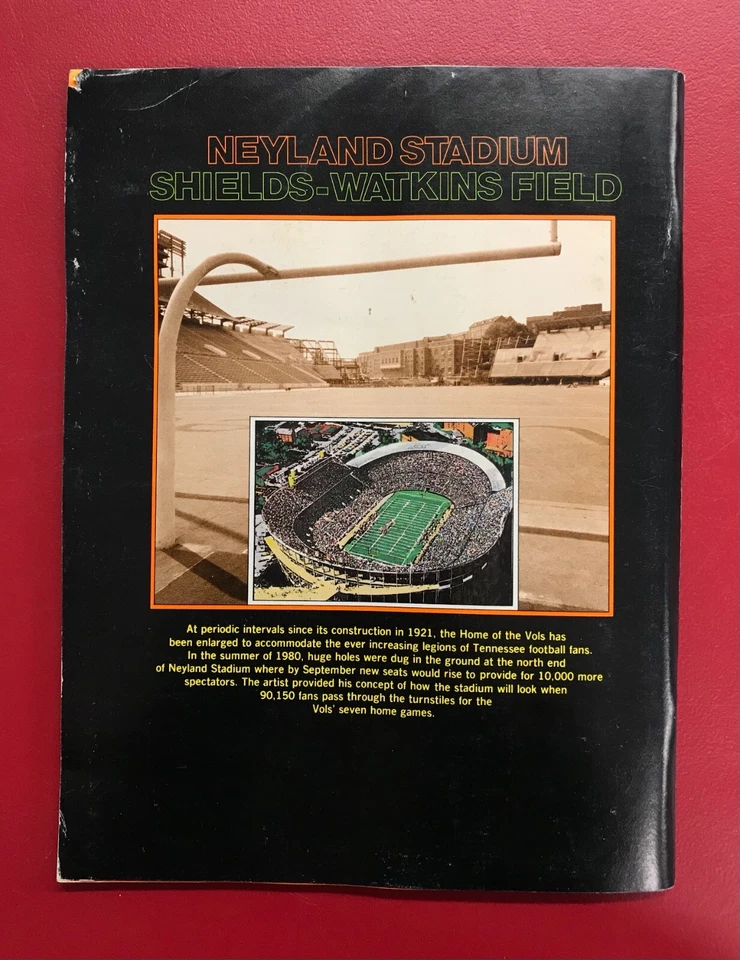 NEYLAND STADIUM
SHIELDS-WATKINS FIELD
At periodic intervals since its construction in 1921, the Home of the Vols has
been enlarged to accommodate the ever increasing legions of Tennessee football fans.
In the summer of 1980, huge holes were dug in the ground at the north end
of Neyland Stadium where by September new seats would rise to provide for 10,000 more
spectators. The artist provided his concept of how the stadium will look when
90,150 fans pass through the turnstiles for the
Vols' seven home games.